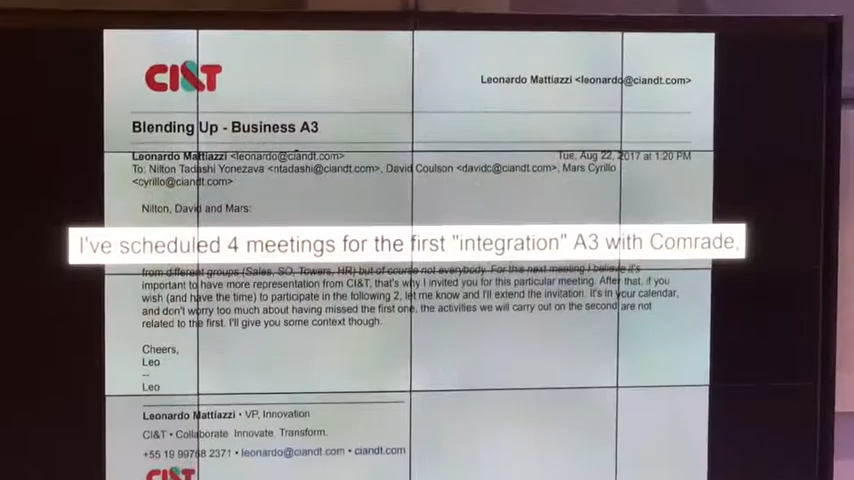 CI&T
Leonardo Mattiazzi <leonardo@ciandt.com>
Blending Up - Business A3
Leonardo Mattiazzi <leonardo@ciandt.com>
Tue, Aug 22, 2017 at 1:20 PM
To: Nilton Tadashi Yonezava <ntadashi@ciandt.com>, David Coulson <davidc@ciandt.com>, Mars Cyrillo
<cyrillo@ciandt.com>
Nilton, David and Mars:
I've scheduled 4 meetings for the first "integration" A3 with Comrade,
from different groups (Sales, SO, Towers, HR) but of course not everybody. For this next meeting I believe it's
important to have more representation from CI&T, that's why I invited you for this particular meeting. After that, if you
wish (and have the time) to participate in the following 2, let me know and I'll extend the invitation. It's in your calendar,
and don't worry too much about having missed the first one, the activities we will carry out on the second are not
related to the first. I'll give you some context though.
Cheers,
Leo
--
Leo
Leonardo Mattiazzi • VP, Innovation
CI&T • Collaborate Innovate Transform.
+55 19 99768 2371 • leonardo@ciandt.com • ciandt.com
CI&T